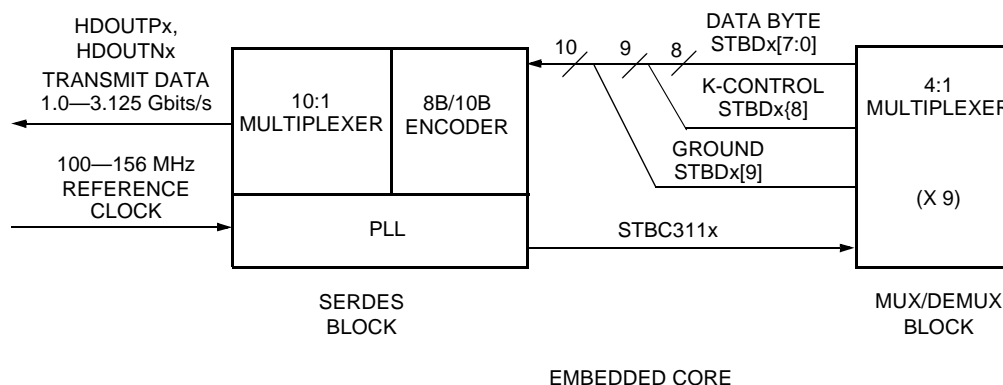 HDOUTPx,
HDOUTNx
TRANSMIT DATA
1.0—3.125 Gbits/s
100—156 MHz
REFERENCE
CLOCK
10:1
MULTIPLEXER
8B/10B
ENCODER
PLL
SERDES
BLOCK
10
9
8
DATA BYTE
STBDx[7:0]
K-CONTROL
STBDx{8]
GROUND
STBDx[9]
STBC311x
4:1
MULTIPLEXER
(X 9)
MUX/DEMUX
BLOCK
EMBEDDED CORE